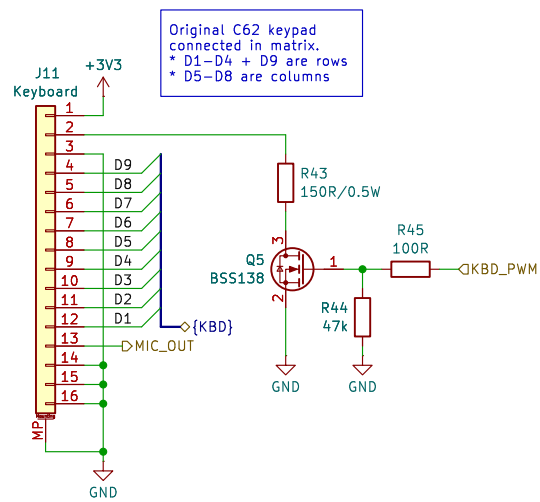 Original C62 keypad
connected in matrix.
* D1-D4 + D9 are rows
* D5-D8 are columns
J11
Keyboard
+3V3
1
2
3
4
5
6
7
8
9
10
11
12
13
14
15
16
MP
D9
D8
D7
D6
D5
D4
D3
D2
D1
{KBD}
MIC_OUT
GND
R43
150R/0.5W
Q5
BSS138
3
1
2
R45
100R
KBD_PWM
R44
47k
GND
GND